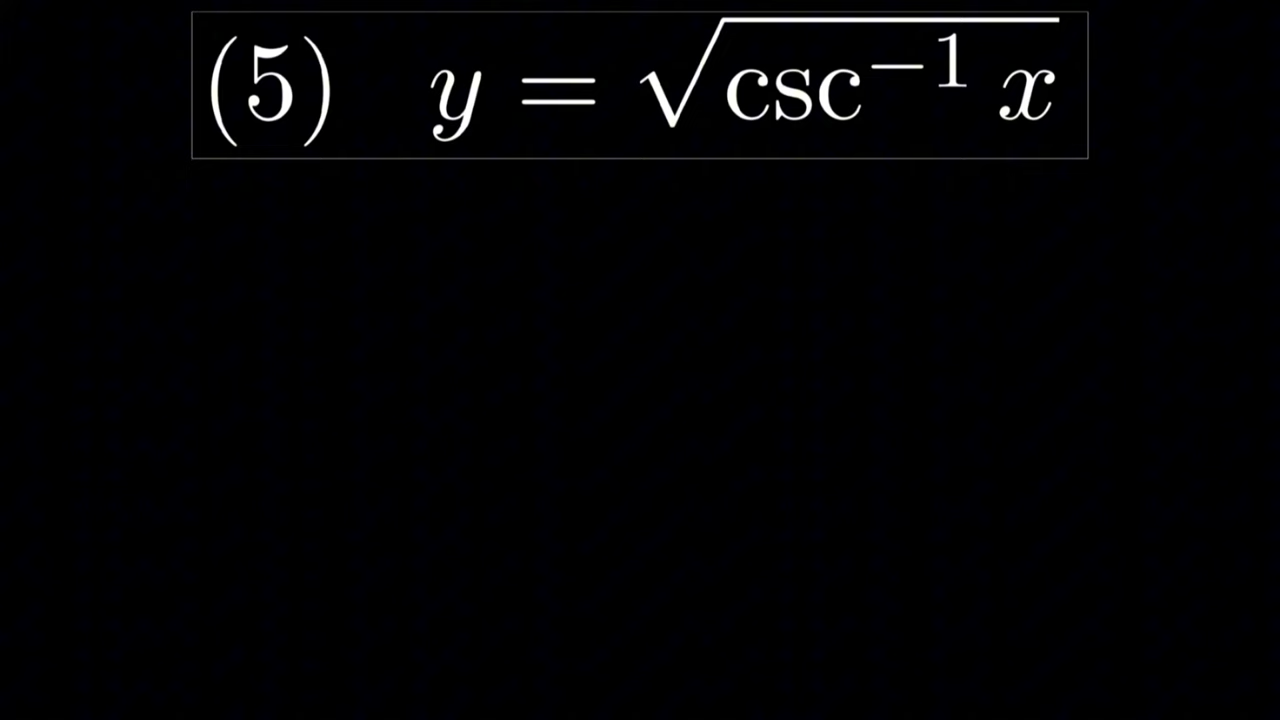 (5) y = √(csc⁻¹ x)